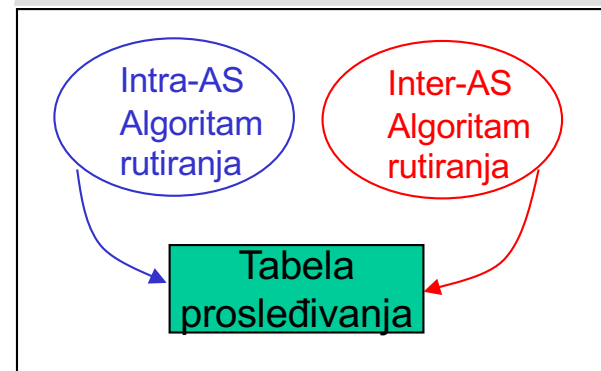 Intra-AS
Algoritam
rutiranja
Inter-AS
Algoritam
rutiranja
Tabela
prosleđivanja